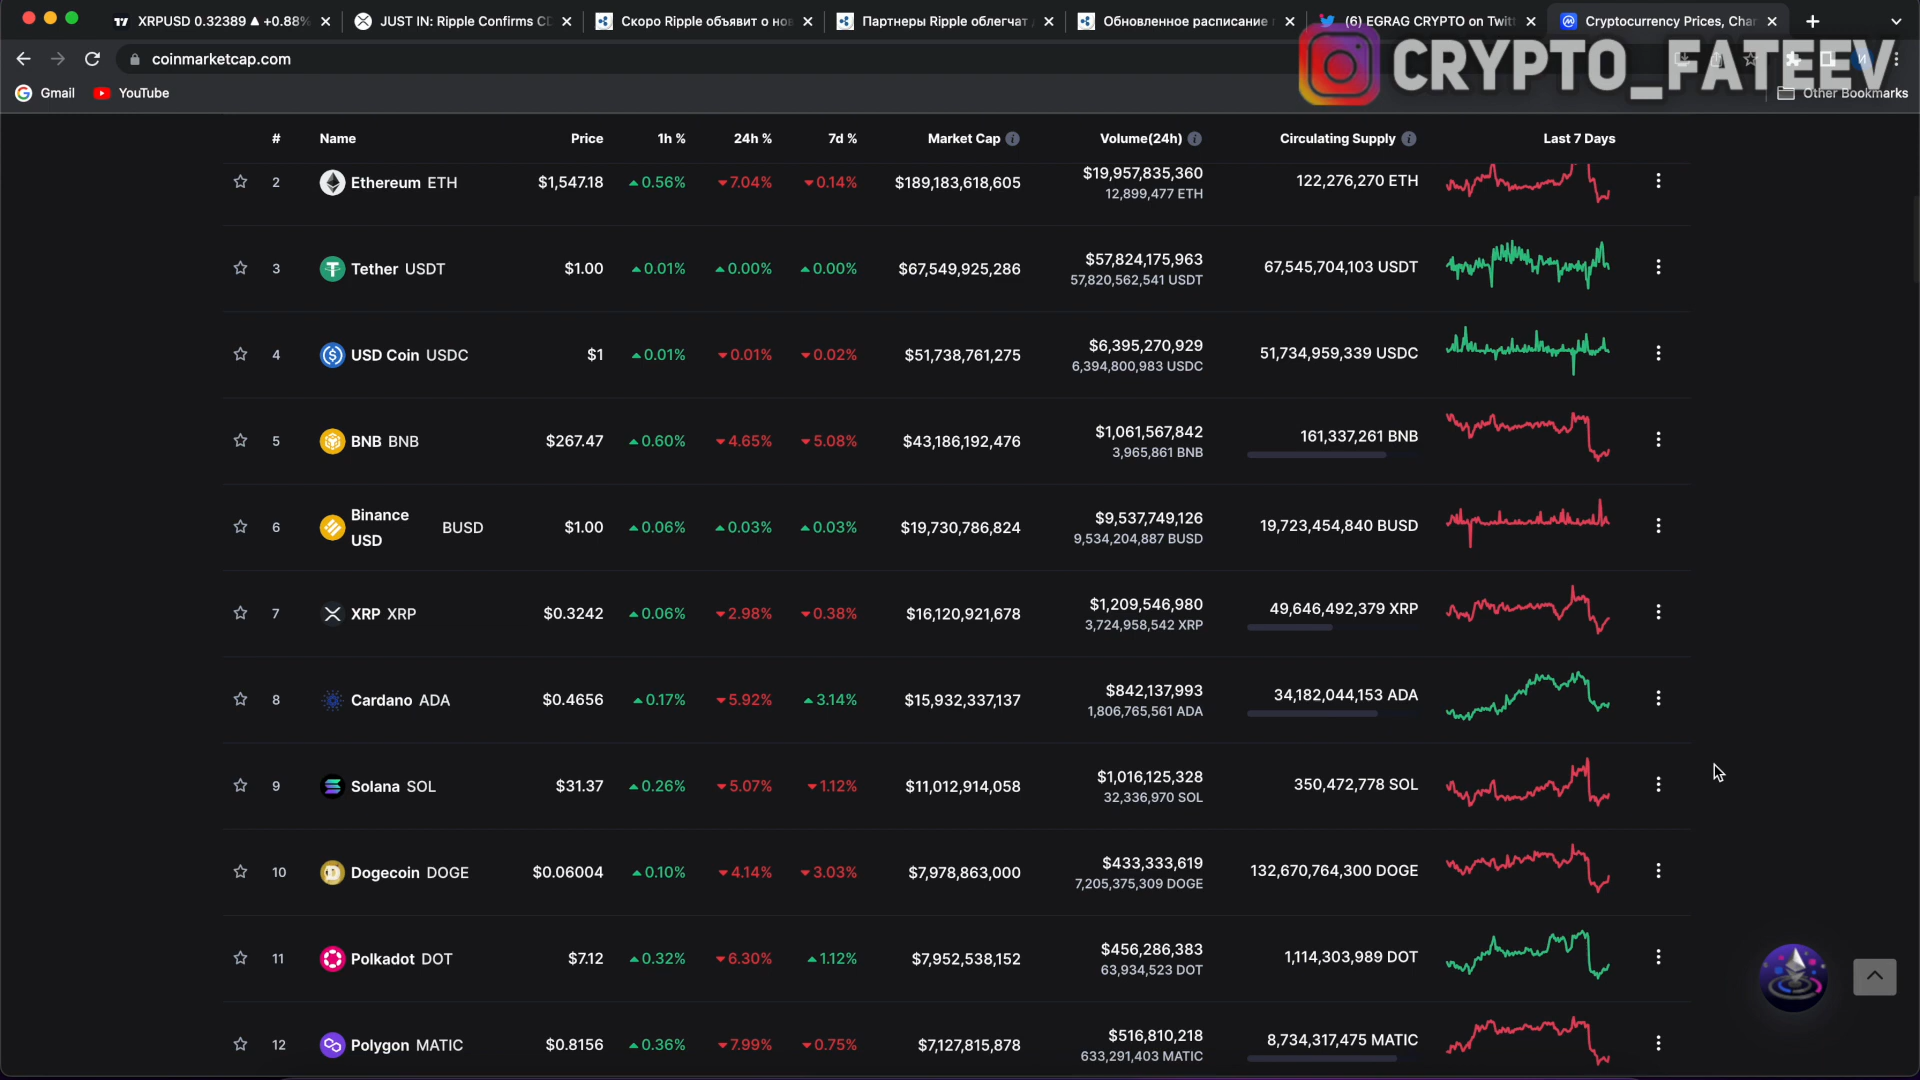 XRPUSD 0.32389 ▲ +0.88%
JUST IN: Ripple Confirms CD
Скоро Ripple объявит о нов
Партнеры Ripple облегчат
Обновленное расписание
(6) EGRAG CRYPTO on Twitt
Cryptocurrency Prices, Char
coinmarketcap.com
CRYPTO_FATEEV
Gmail YouTube Other Bookmarks
# Name Price 1h % 24h % 7d % Market Cap Volume(24h) Circulating Supply Last 7 Days
2 Ethereum ETH $1,547.18 0.56% 7.04% 0.14% $189,183,618,605 $19,957,835,360 122,276,270 ETH
12,899,477 ETH
3 Tether USDT $1.00 0.01% 0.00% 0.00% $67,549,925,286 $57,824,175,963 67,545,704,103 USDT
57,820,562,541 USDT
4 USD Coin USDC $1 0.01% 0.01% 0.02% $51,738,761,275 $6,395,270,929 51,734,959,339 USDC
6,394,800,983 USDC
5 BNB BNB $267.47 0.60% 4.65% 5.08% $43,186,192,476 $1,061,567,842 161,337,261 BNB
3,965,861 BNB
6 Binance USD BUSD $1.00 0.06% 0.03% 0.03% $19,730,786,824 $9,537,749,126 19,723,454,840 BUSD
9,534,204,887 BUSD
7 XRP XRP $0.3242 0.06% 2.98% 0.38% $16,120,921,678 $1,209,546,980 49,646,492,379 XRP
3,724,958,542 XRP
8 Cardano ADA $0.4656 0.17% 5.92% 3.14% $15,932,337,137 $842,137,993 34,182,044,153 ADA
1,806,765,561 ADA
9 Solana SOL $31.37 0.26% 5.07% 1.12% $11,012,914,058 $1,016,125,328 350,472,778 SOL
32,336,970 SOL
10 Dogecoin DOGE $0.06004 0.10% 4.14% 3.03% $7,978,863,000 $433,333,619 132,670,764,300 DOGE
7,205,375,309 DOGE
11 Polkadot DOT $7.12 0.32% 6.30% 1.12% $7,952,538,152 $456,286,383 1,114,303,989 DOT
63,934,523 DOT
12 Polygon MATIC $0.8156 0.36% 7.99% 0.75% $7,127,815,878 $516,810,218 8,734,317,475 MATIC
633,291,403 MATIC